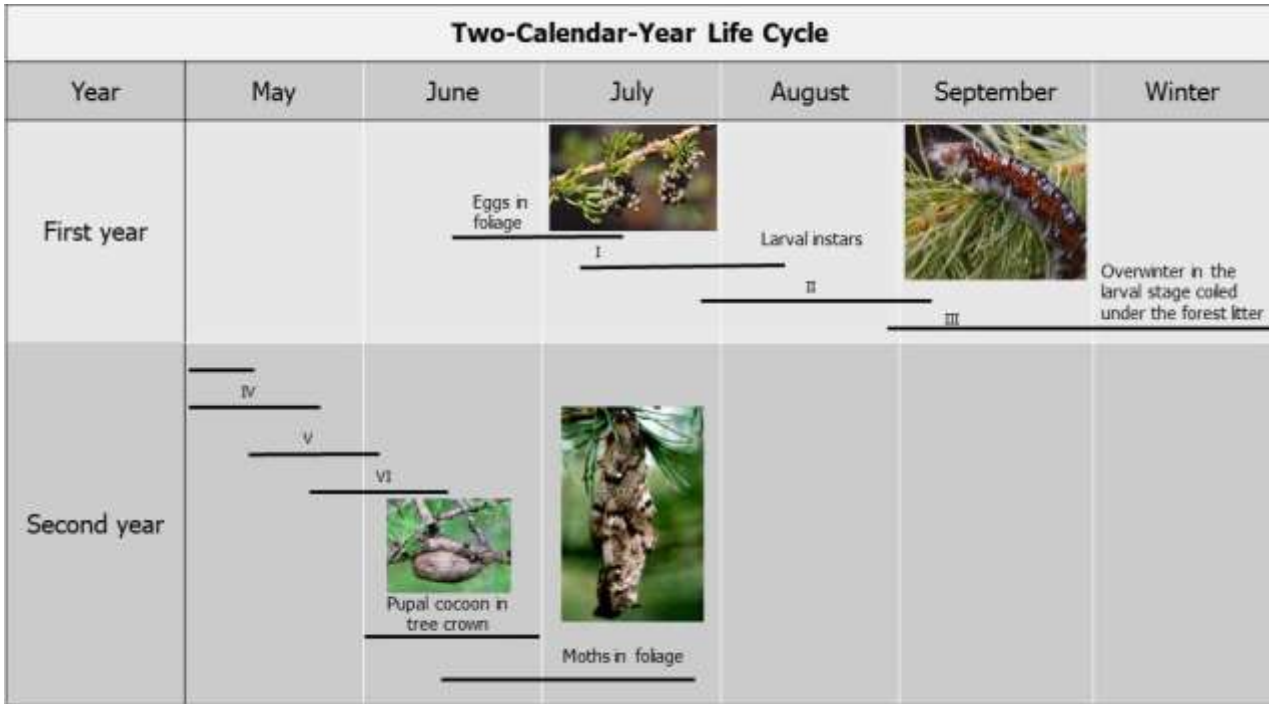 Two-Calendar-Year Life Cycle
Year May June July August September Winter
First year
Eggs in
foliage
I
Larval instars
II
III
Overwinter in the
larval stage coiled
under the forest litter
Second year
IV
V
VI
Pupal cocoon in
tree crown
Moths in foliage